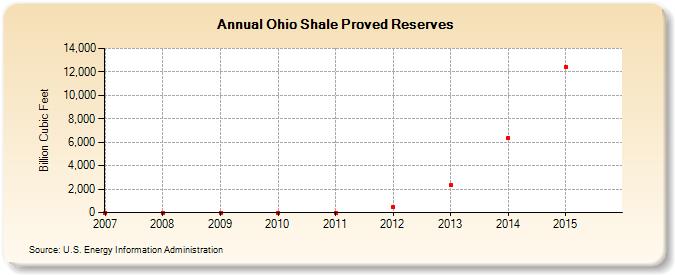 Annual Ohio Shale Proved Reserves
Billion Cubic Feet
14,000
12,000
10,000
8,000
6,000
4,000
2,000
0
2007 2008 2009 2010 2011 2012 2013 2014 2015
Source: U.S. Energy Information Administration